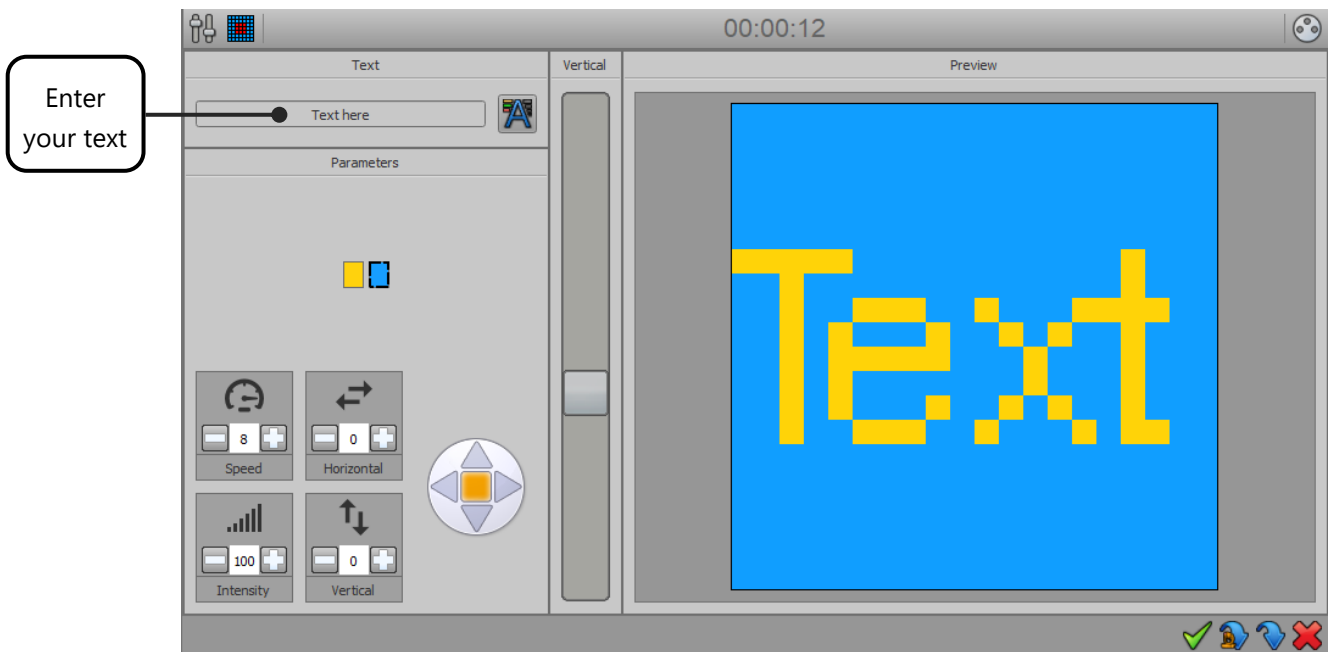 00:00:12
Enter
your text
Text
Text here
Parameters
8
Speed
0
Horizontal
100
Intensity
0
Vertical
Vertical
Preview
Text